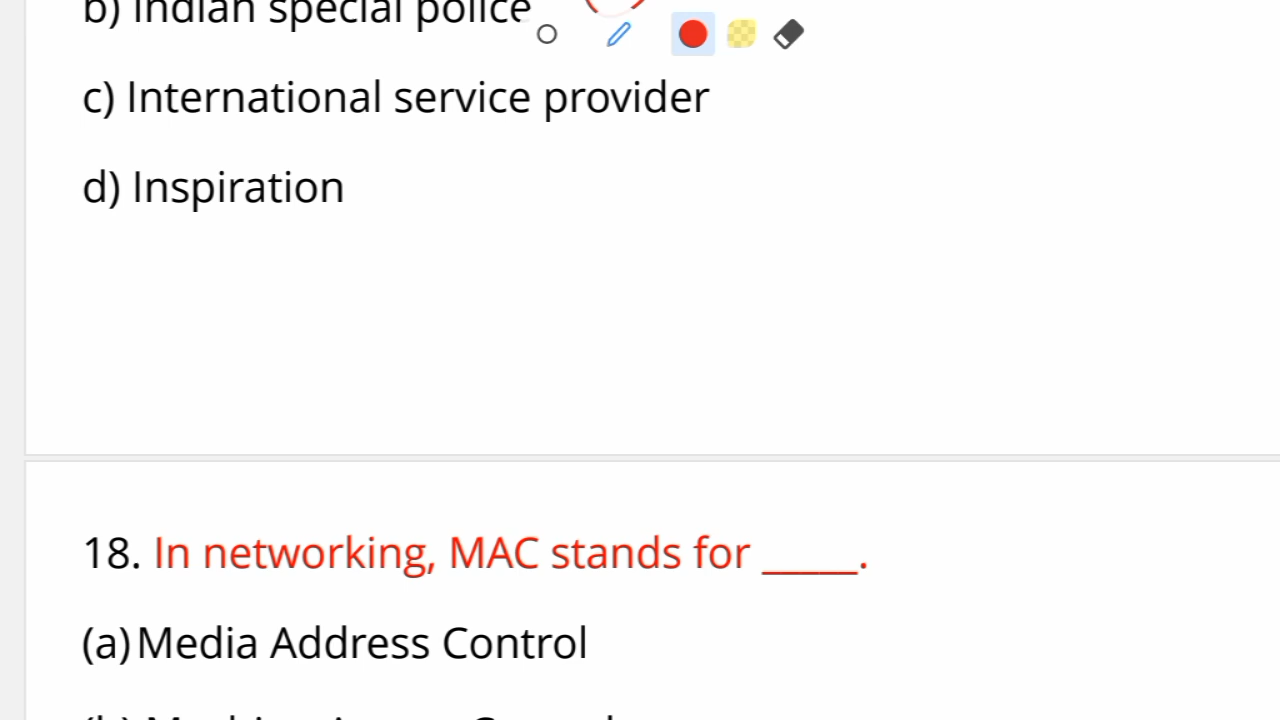 b) Indian special police
c) International service provider
d) Inspiration
18. In networking, MAC stands for _____.
(a) Media Address Control